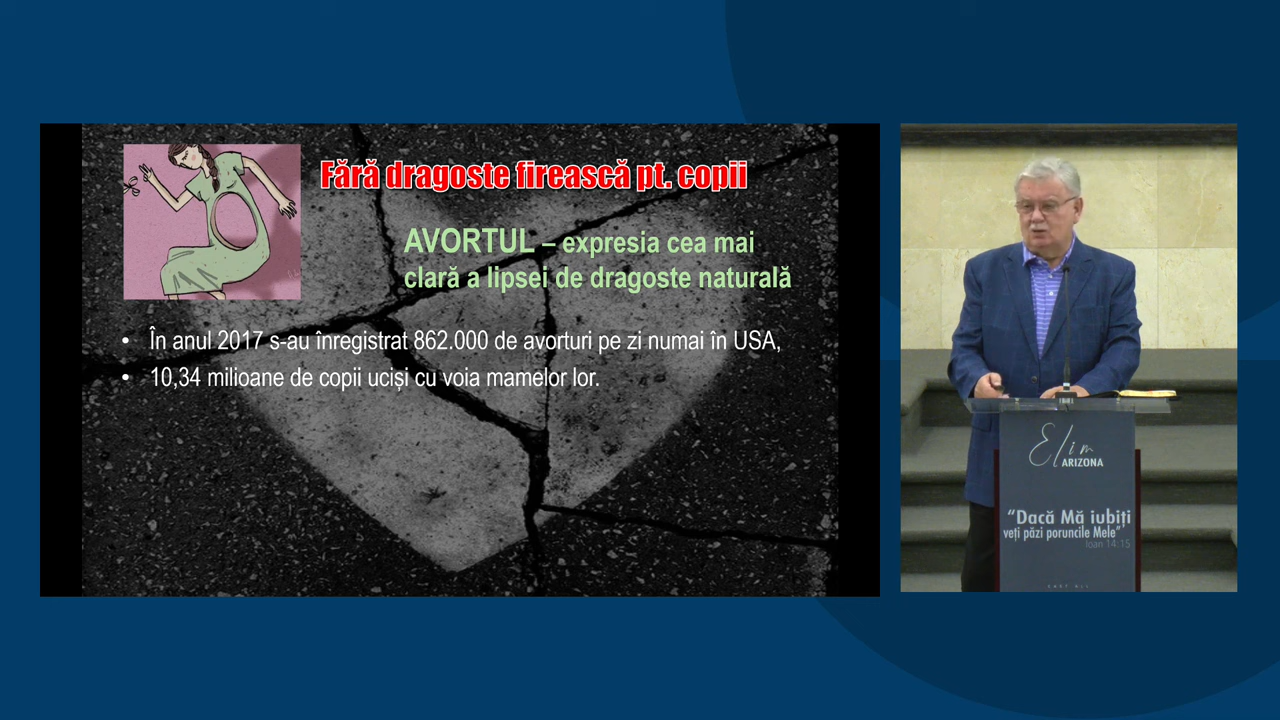 Fără dragoste firească pt. copii
AVORTUL – expresia cea mai
clară a lipsei de dragoste naturală
• În anul 2017 s-au înregistrat 862.000 de avorturi pe zi numai în USA,
• 10,34 milioane de copii uciși cu voia mamelor lor.
Elim
ARIZONA
“Dacă Mă iubiți
veți păzi poruncile Mele”
Ioan 14:15